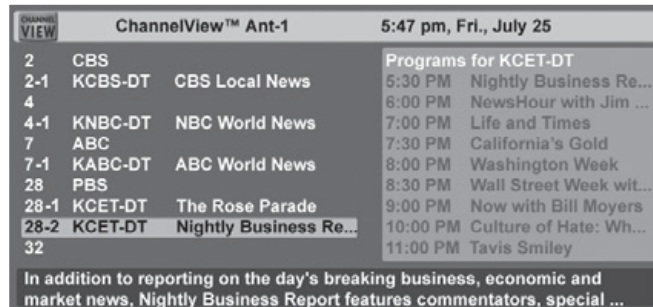 CHANNEL VIEW ChannelView™ Ant-1 5:47 pm, Fri., July 25
2 CBS
2-1 KCBS-DT CBS Local News
4
4-1 KNBC-DT NBC World News
7 ABC
7-1 KABC-DT ABC World News
28 PBS
28-1 KCET-DT The Rose Parade
28-2 KCET-DT Nightly Business Re...
32
Programs for KCET-DT
5:30 PM Nightly Business Re...
6:00 PM NewsHour with Jim ...
7:00 PM Life and Times
7:30 PM California's Gold
8:00 PM Washington Week
8:30 PM Wall Street Week wit...
9:00 PM Now with Bill Moyers
10:00 PM Culture of Hate: Wh...
11:00 PM Tavis Smiley
In addition to reporting on the day's breaking business, economic and
market news, Nightly Business Report features commentators, special ...